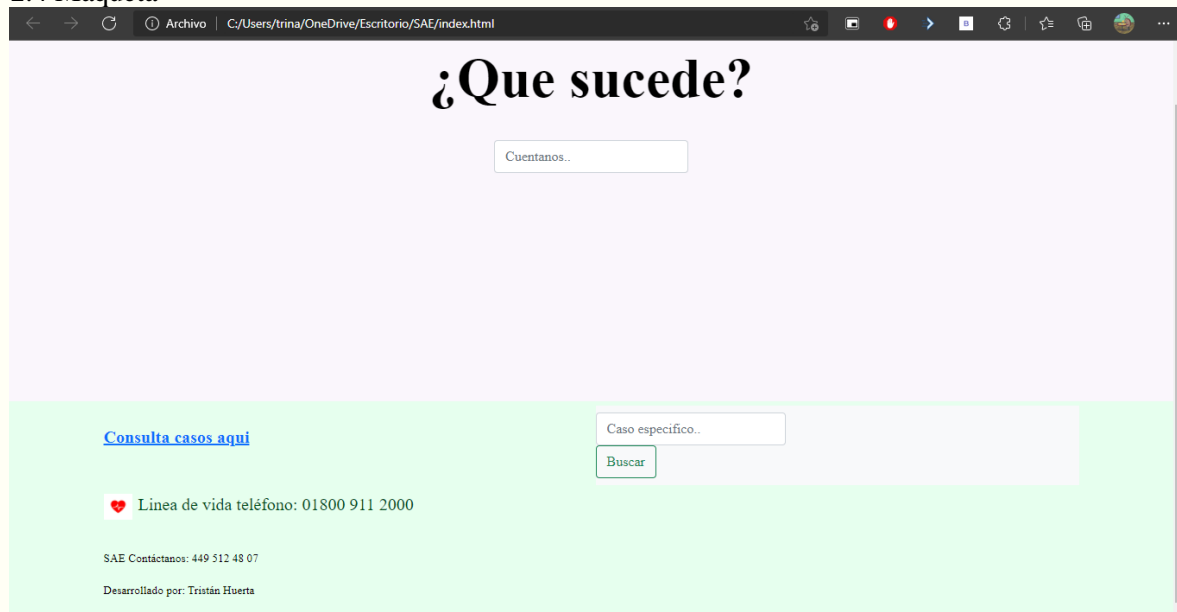 Archivo | C:/Users/trina/OneDrive/Escritorio/SAE/index.html
¿Que sucede?
Cuentanos..
Consulta casos aqui
Caso especifico..
Buscar
Linea de vida teléfono: 01800 911 2000
SAE Contáctanos: 449 512 48 07
Desarrollado por: Tristán Huerta